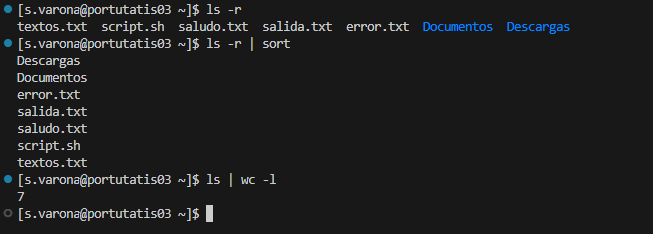 [s.varona@portutatis03 ~]$ ls -r
textos.txt  script.sh  saludo.txt  salida.txt  error.txt  Documentos  Descargas
[s.varona@portutatis03 ~]$ ls -r | sort
Descargas
Documentos
error.txt
salida.txt
saludo.txt
script.sh
textos.txt
[s.varona@portutatis03 ~]$ ls | wc -l
7
[s.varona@portutatis03 ~]$